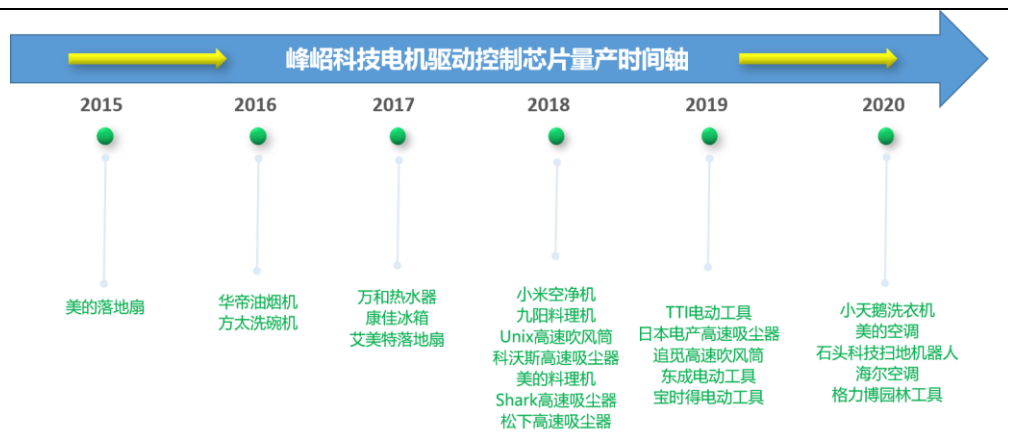 峰岹科技电机驱动控制芯片量产时间轴
2015
2016
2017
2018
2019
2020
美的落地扇
华帝油烟机
方太洗碗机
万和热水器
康佳冰箱
艾美特落地扇
小米空净机
九阳料理机
Unix高速吹风筒
科沃斯高速吸尘器
美的料理机
Shark高速吸尘器
松下高速吸尘器
TTI电动工具
日本电产高速吸尘器
追觅高速吹风筒
东成电动工具
宝时得电动工具
小天鹅洗衣机
美的空调
石头科技扫地机器人
海尔空调
格力博园林工具